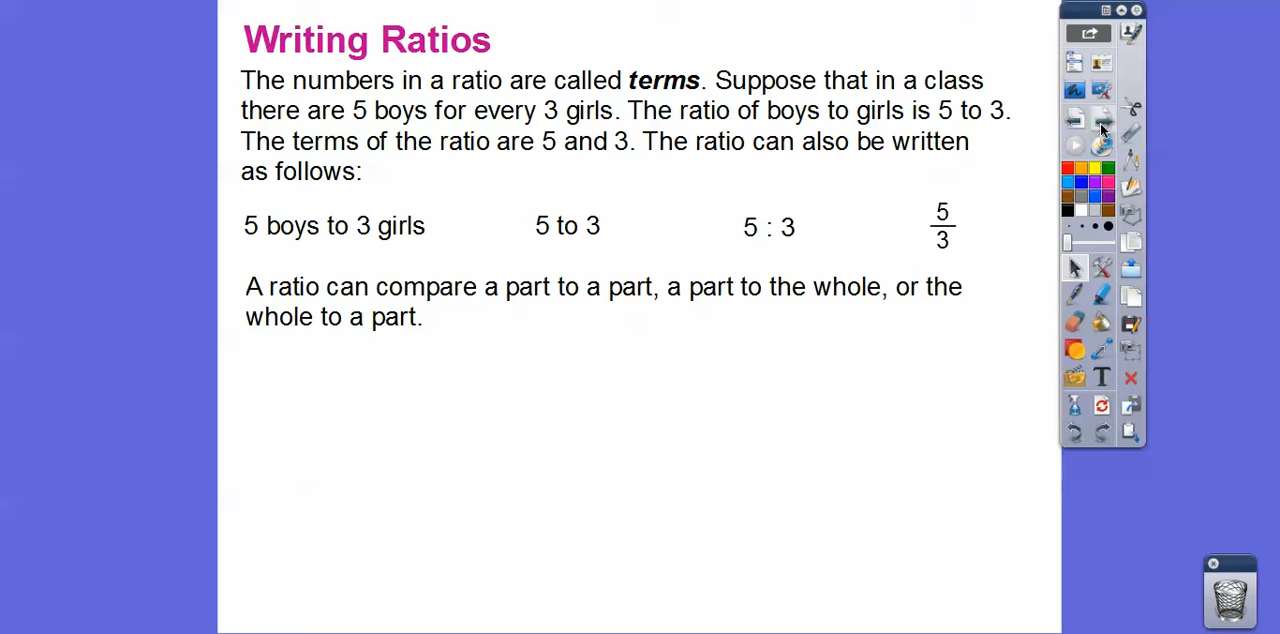 Writing Ratios
The numbers in a ratio are called terms. Suppose that in a class
there are 5 boys for every 3 girls. The ratio of boys to girls is 5 to 3.
The terms of the ratio are 5 and 3. The ratio can also be written
as follows:
5 boys to 3 girls 5 to 3 5 : 3 5/3
A ratio can compare a part to a part, a part to the whole, or the
whole to a part.